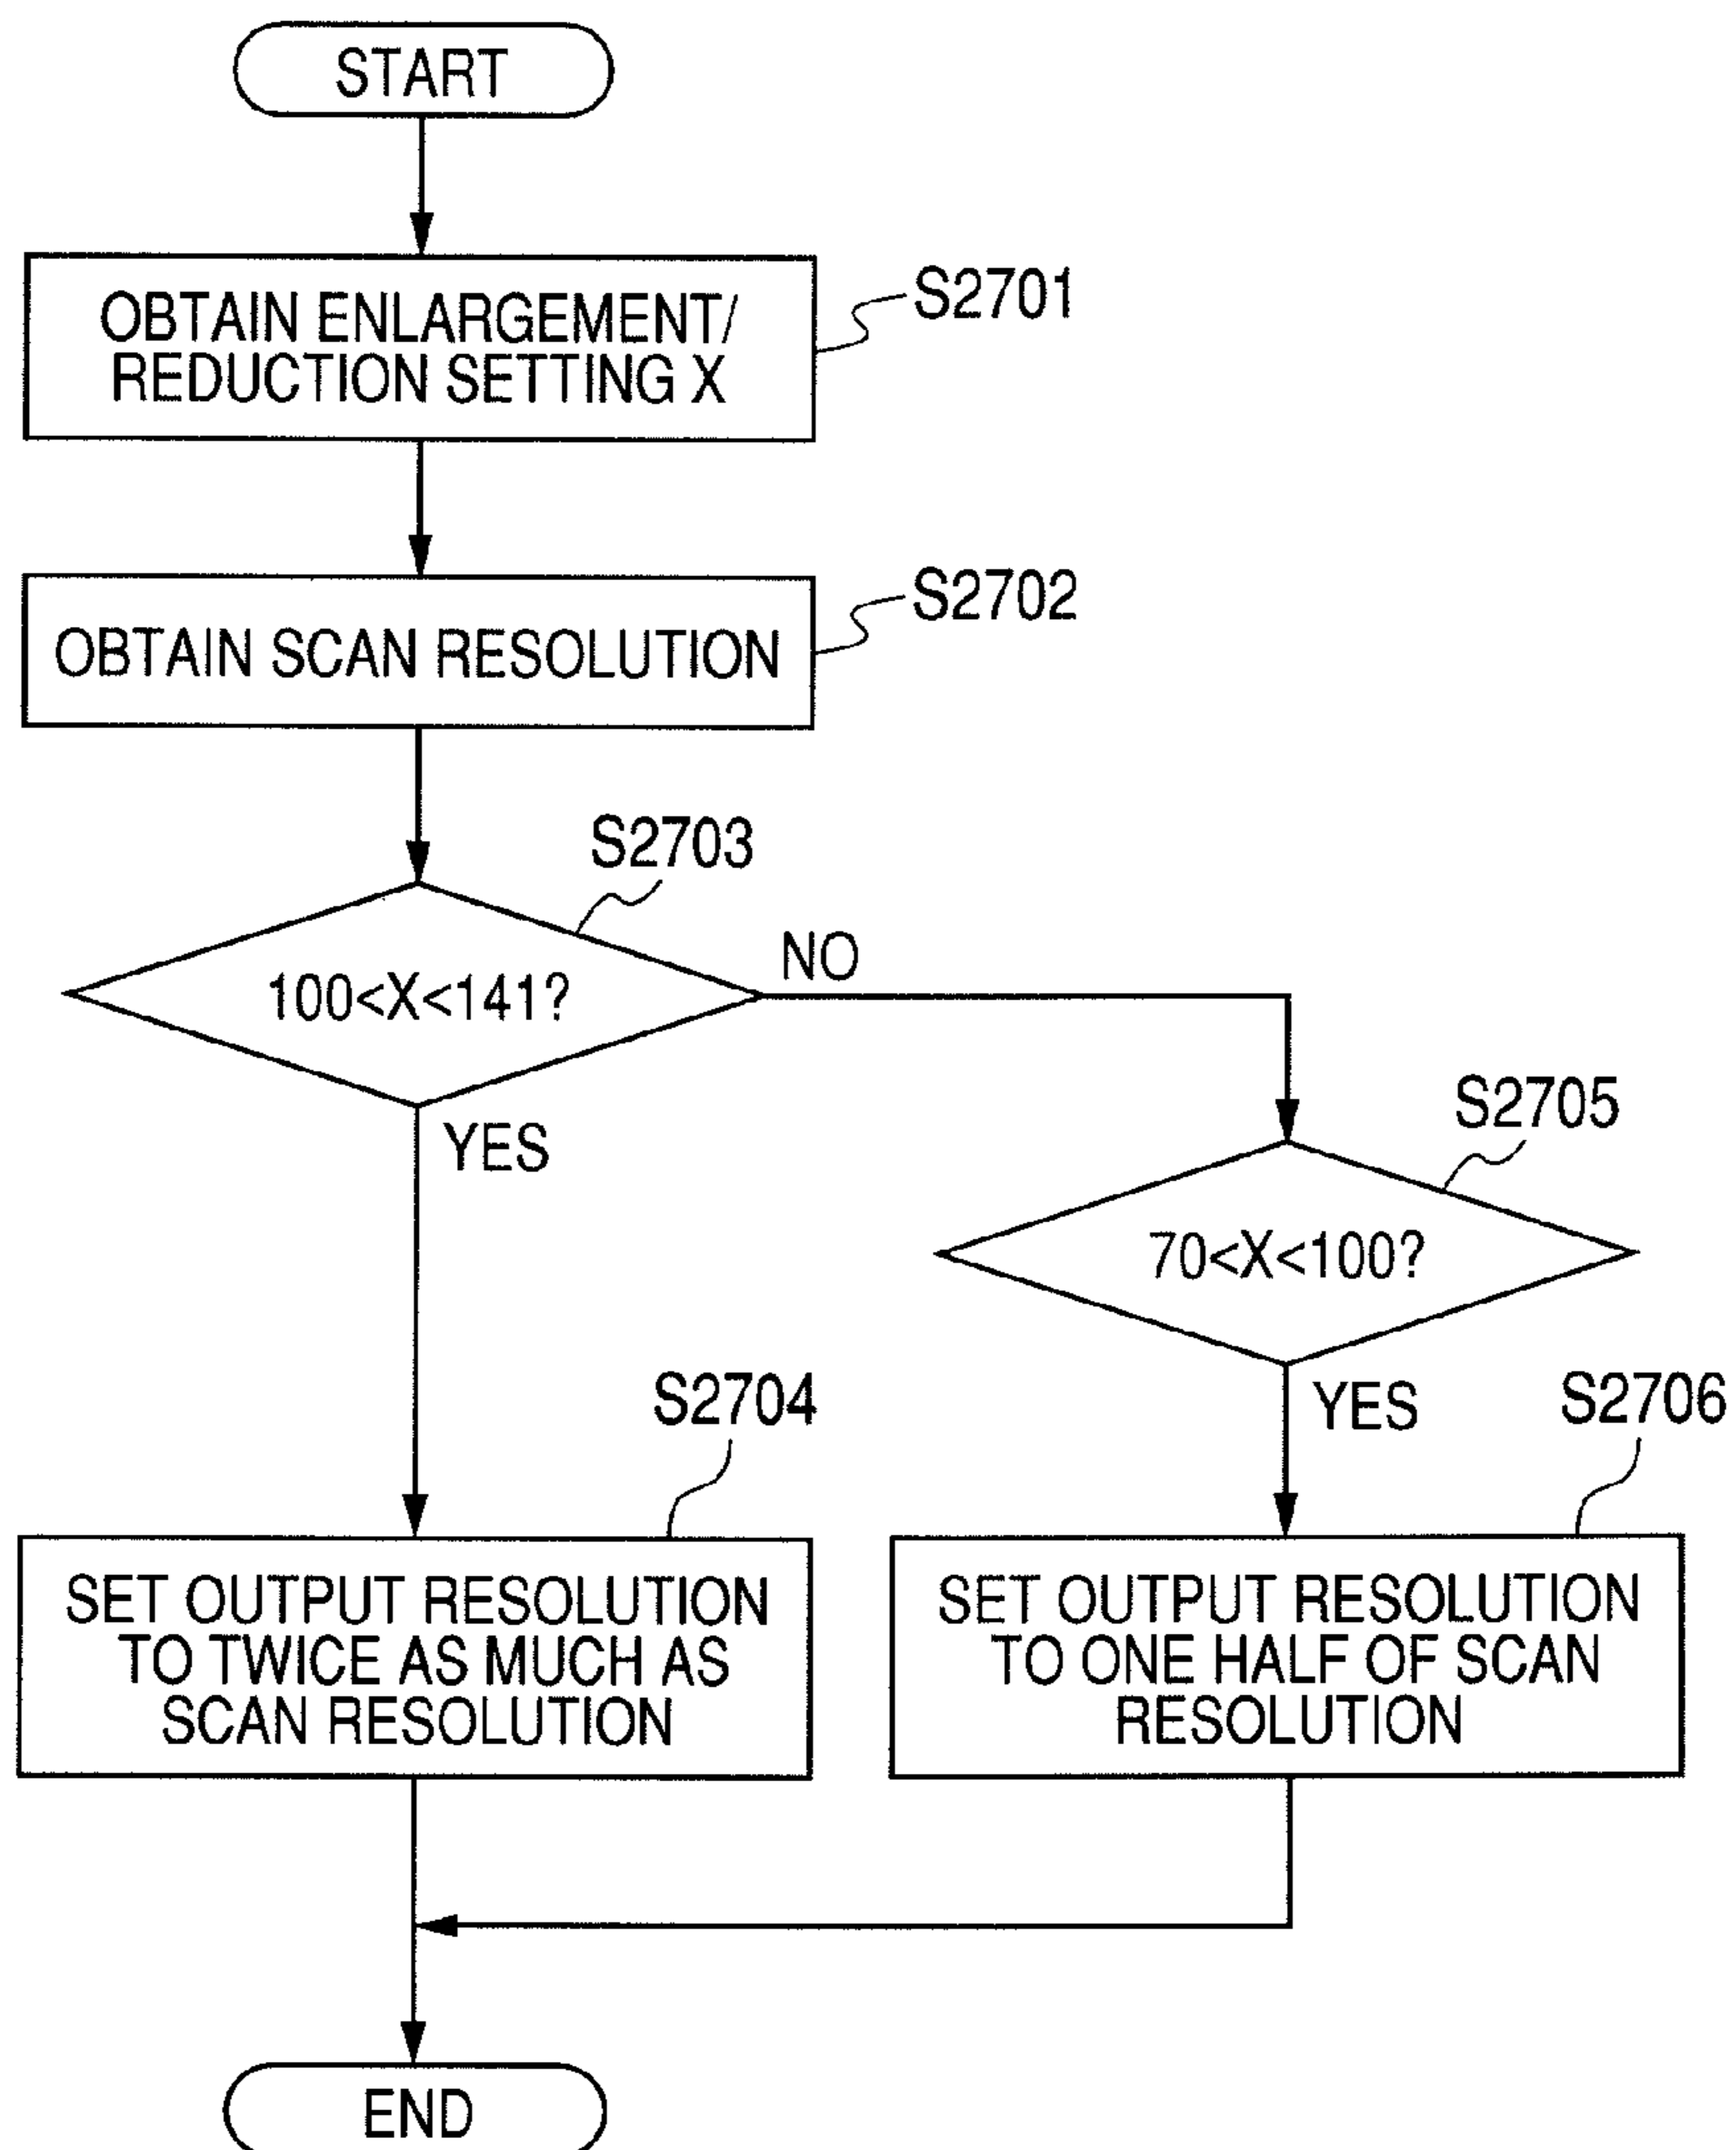 START
OBTAIN ENLARGEMENT/
REDUCTION SETTING X
S2701
OBTAIN SCAN RESOLUTION
S2702
S2703
100<X<141?
NO
YES
S2705
70<X<100?
YES
S2704
SET OUTPUT RESOLUTION
TO TWICE AS MUCH AS
SCAN RESOLUTION
S2706
SET OUTPUT RESOLUTION
TO ONE HALF OF SCAN
RESOLUTION
END